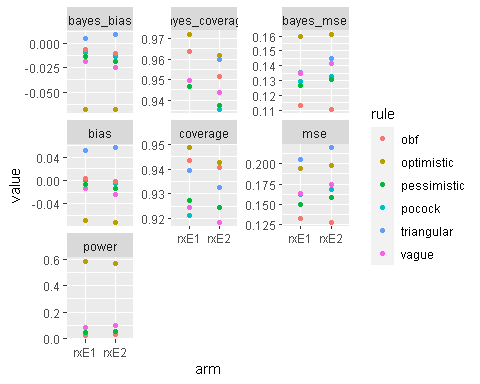 bayes_bias
ayes_coverag
bayes_mse
0.000
-0.025
-0.050
0.97
0.96
0.95
0.94
0.16
0.15
0.14
0.13
0.12
0.11
bias
coverage
mse
0.04
0.00
-0.04
0.95
0.94
0.93
0.92
0.200
0.175
0.150
0.125
rxE1 rxE2
rxE1 rxE2
power
0.6
0.4
0.2
0.0
rxE1 rxE2
arm
value
rule
obf
optimistic
pessimistic
pocock
triangular
vague